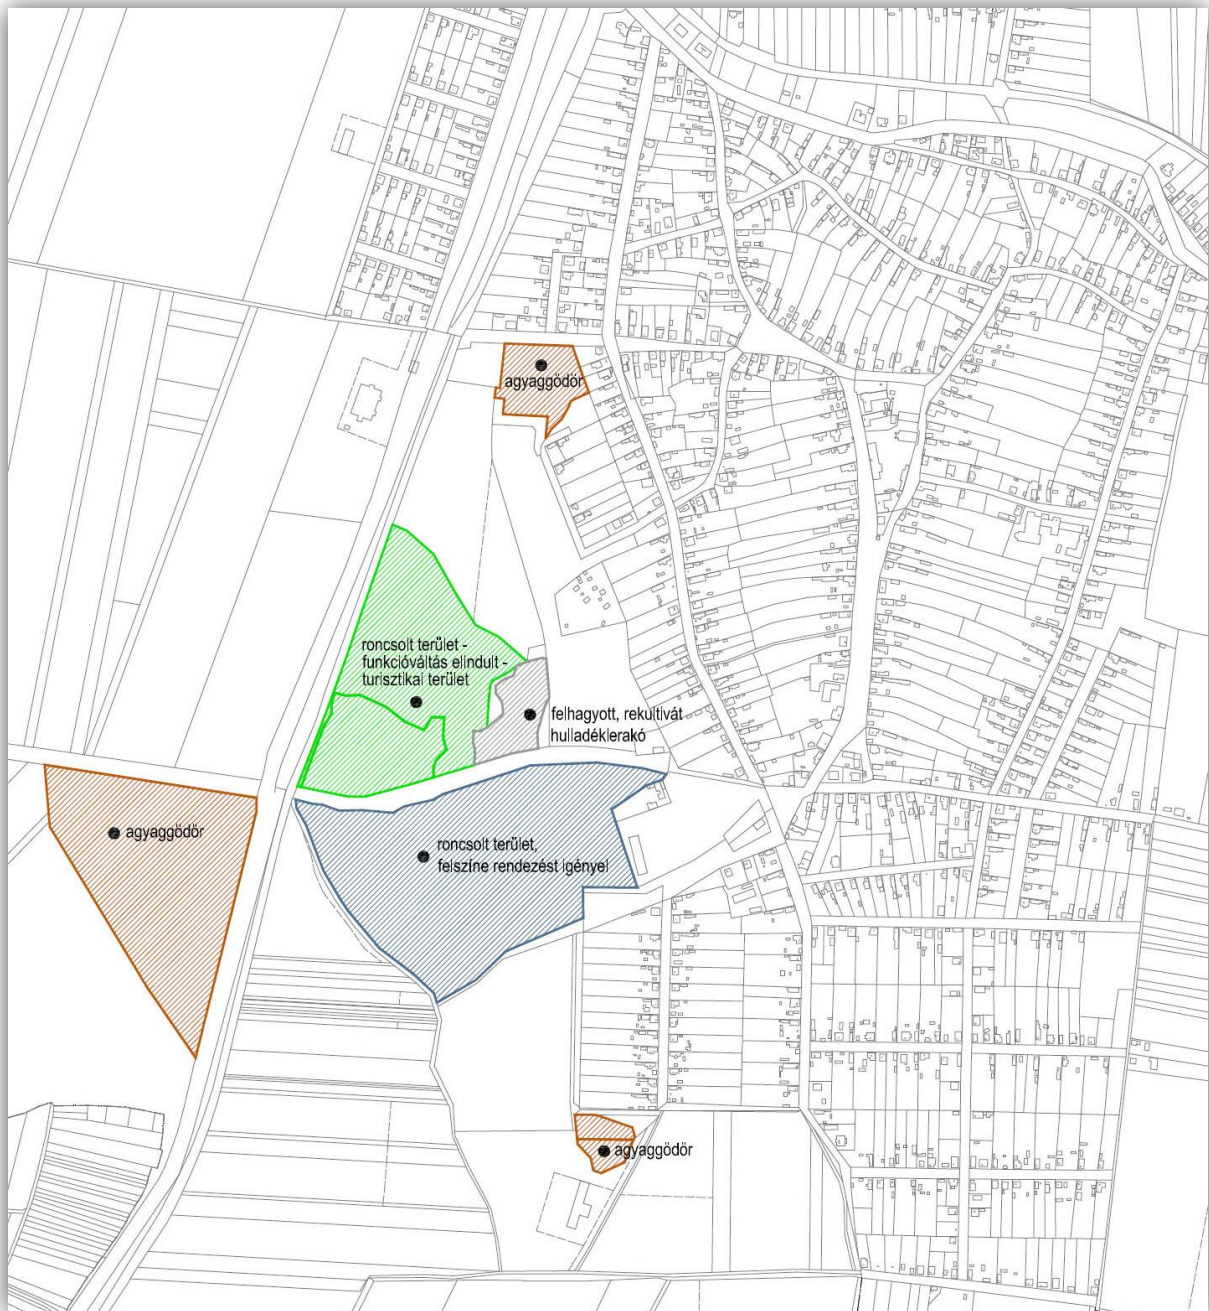 agyaggödör
roncsolt terület -
funkcióváltás elindult -
turisztikai terület
felhagyott, rekultivát
hulladéklerakó
agyaggödör
roncsolt terület,
felszíne rendezést igényel
agyaggödör